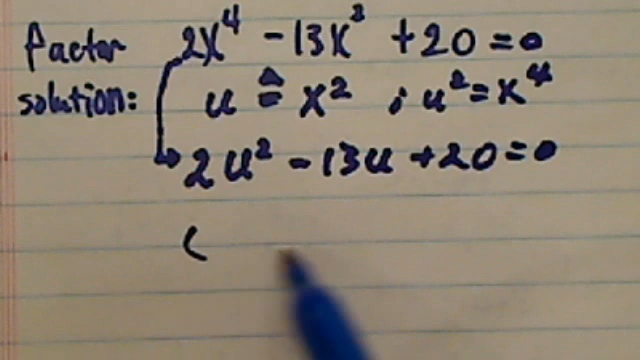 factor 2x⁴ - 13x² + 20 = 0
solution: u ≙ x² ; u² = x⁴
2u² - 13u + 20 = 0
(